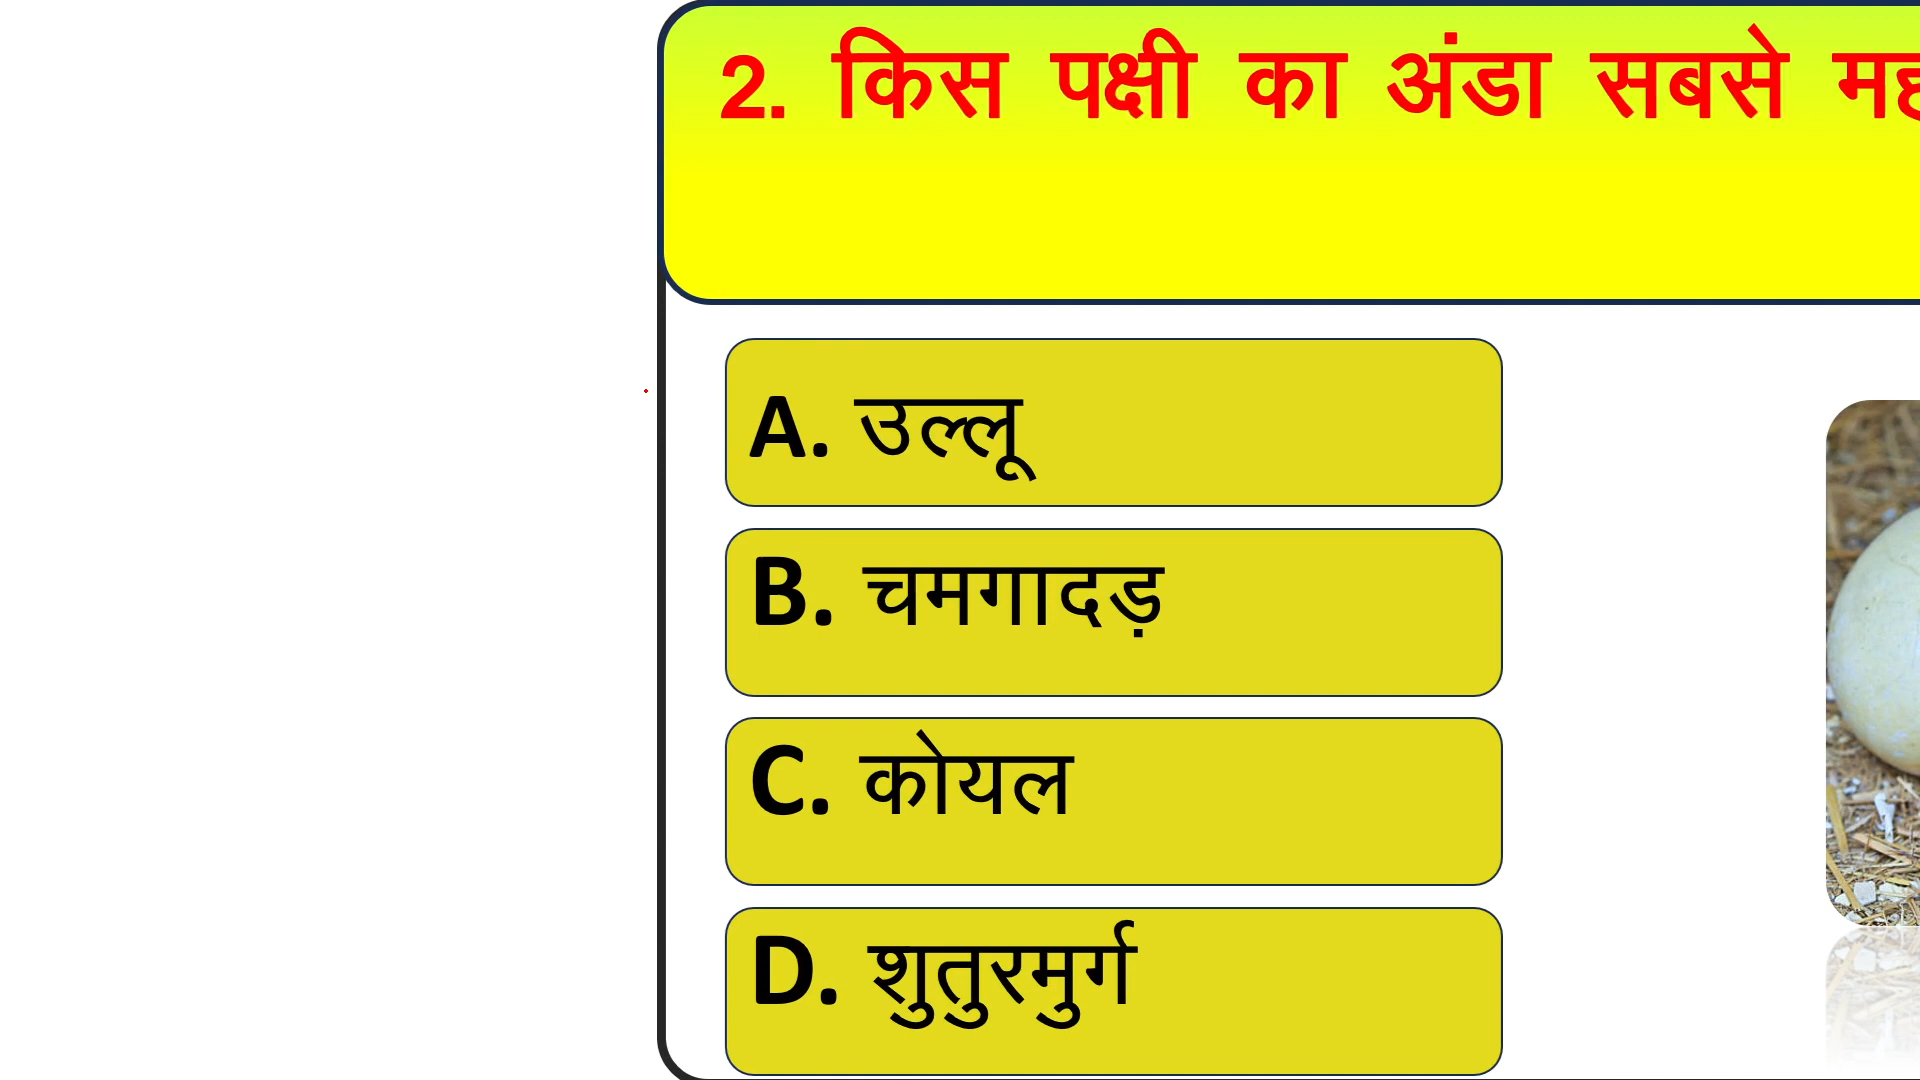 2. किस पक्षी का अंडा सबसे
A. उल्लू
B. चमगादड़
C. कोयल
D. शुतुरमुर्ग